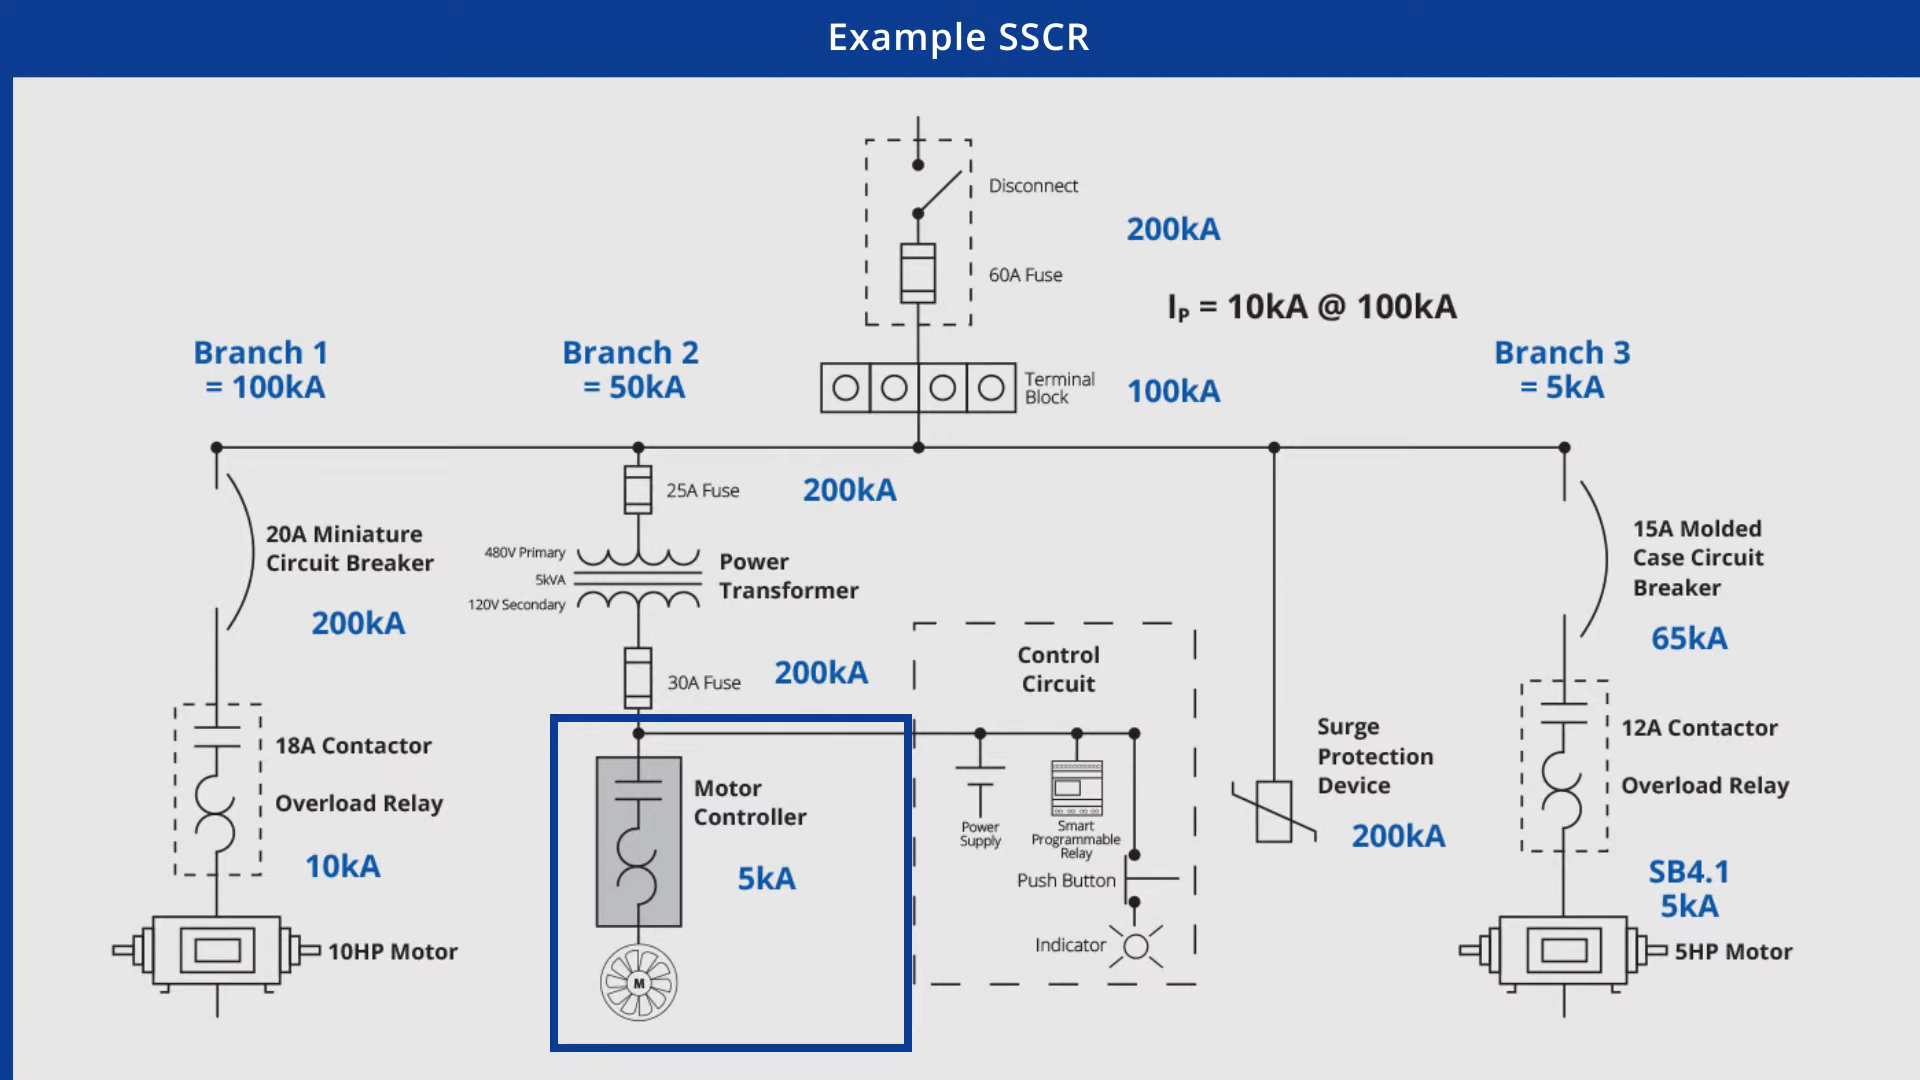 Example SSCR
Disconnect
200kA
60A Fuse
Iₚ = 10kA @ 100kA
Branch 1
= 100kA
Branch 2
= 50kA
Terminal
Block
100kA
Branch 3
= 5kA
25A Fuse
200kA
20A Miniature
Circuit Breaker
200kA
480V Primary
5kVA
120V Secondary
Power
Transformer
15A Molded
Case Circuit
Breaker
65kA
30A Fuse
200kA
Control
Circuit
18A Contactor
Overload Relay
10kA
10HP Motor
Motor
Controller
5kA
M
Power
Supply
Smart
Programmable
Relay
Push Button
Indicator
Surge
Protection
Device
200kA
12A Contactor
Overload Relay
SB4.1
5kA
5HP Motor